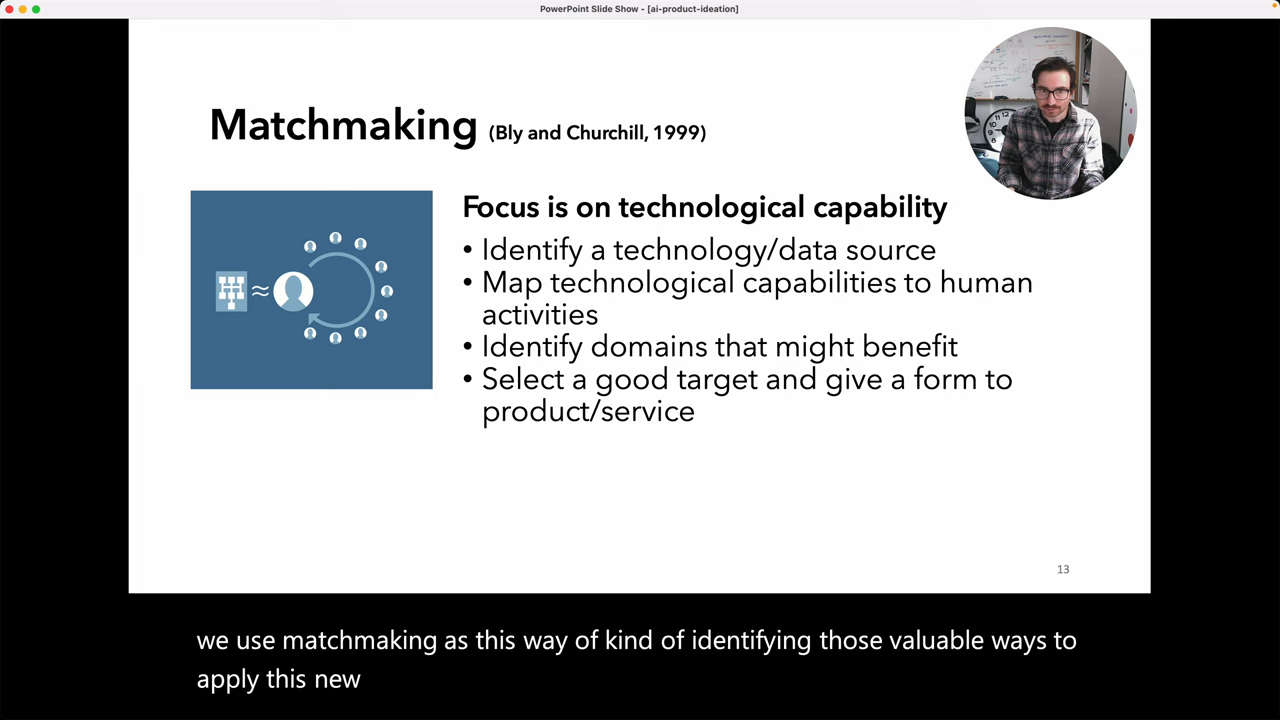 PowerPoint Slide Show - [ai-product-ideation]
Matchmaking (Bly and Churchill, 1999)
Focus is on technological capability
• Identify a technology/data source
• Map technological capabilities to human
activities
• Identify domains that might benefit
• Select a good target and give a form to
product/service
13
we use matchmaking as this way of kind of identifying those valuable ways to
apply this new